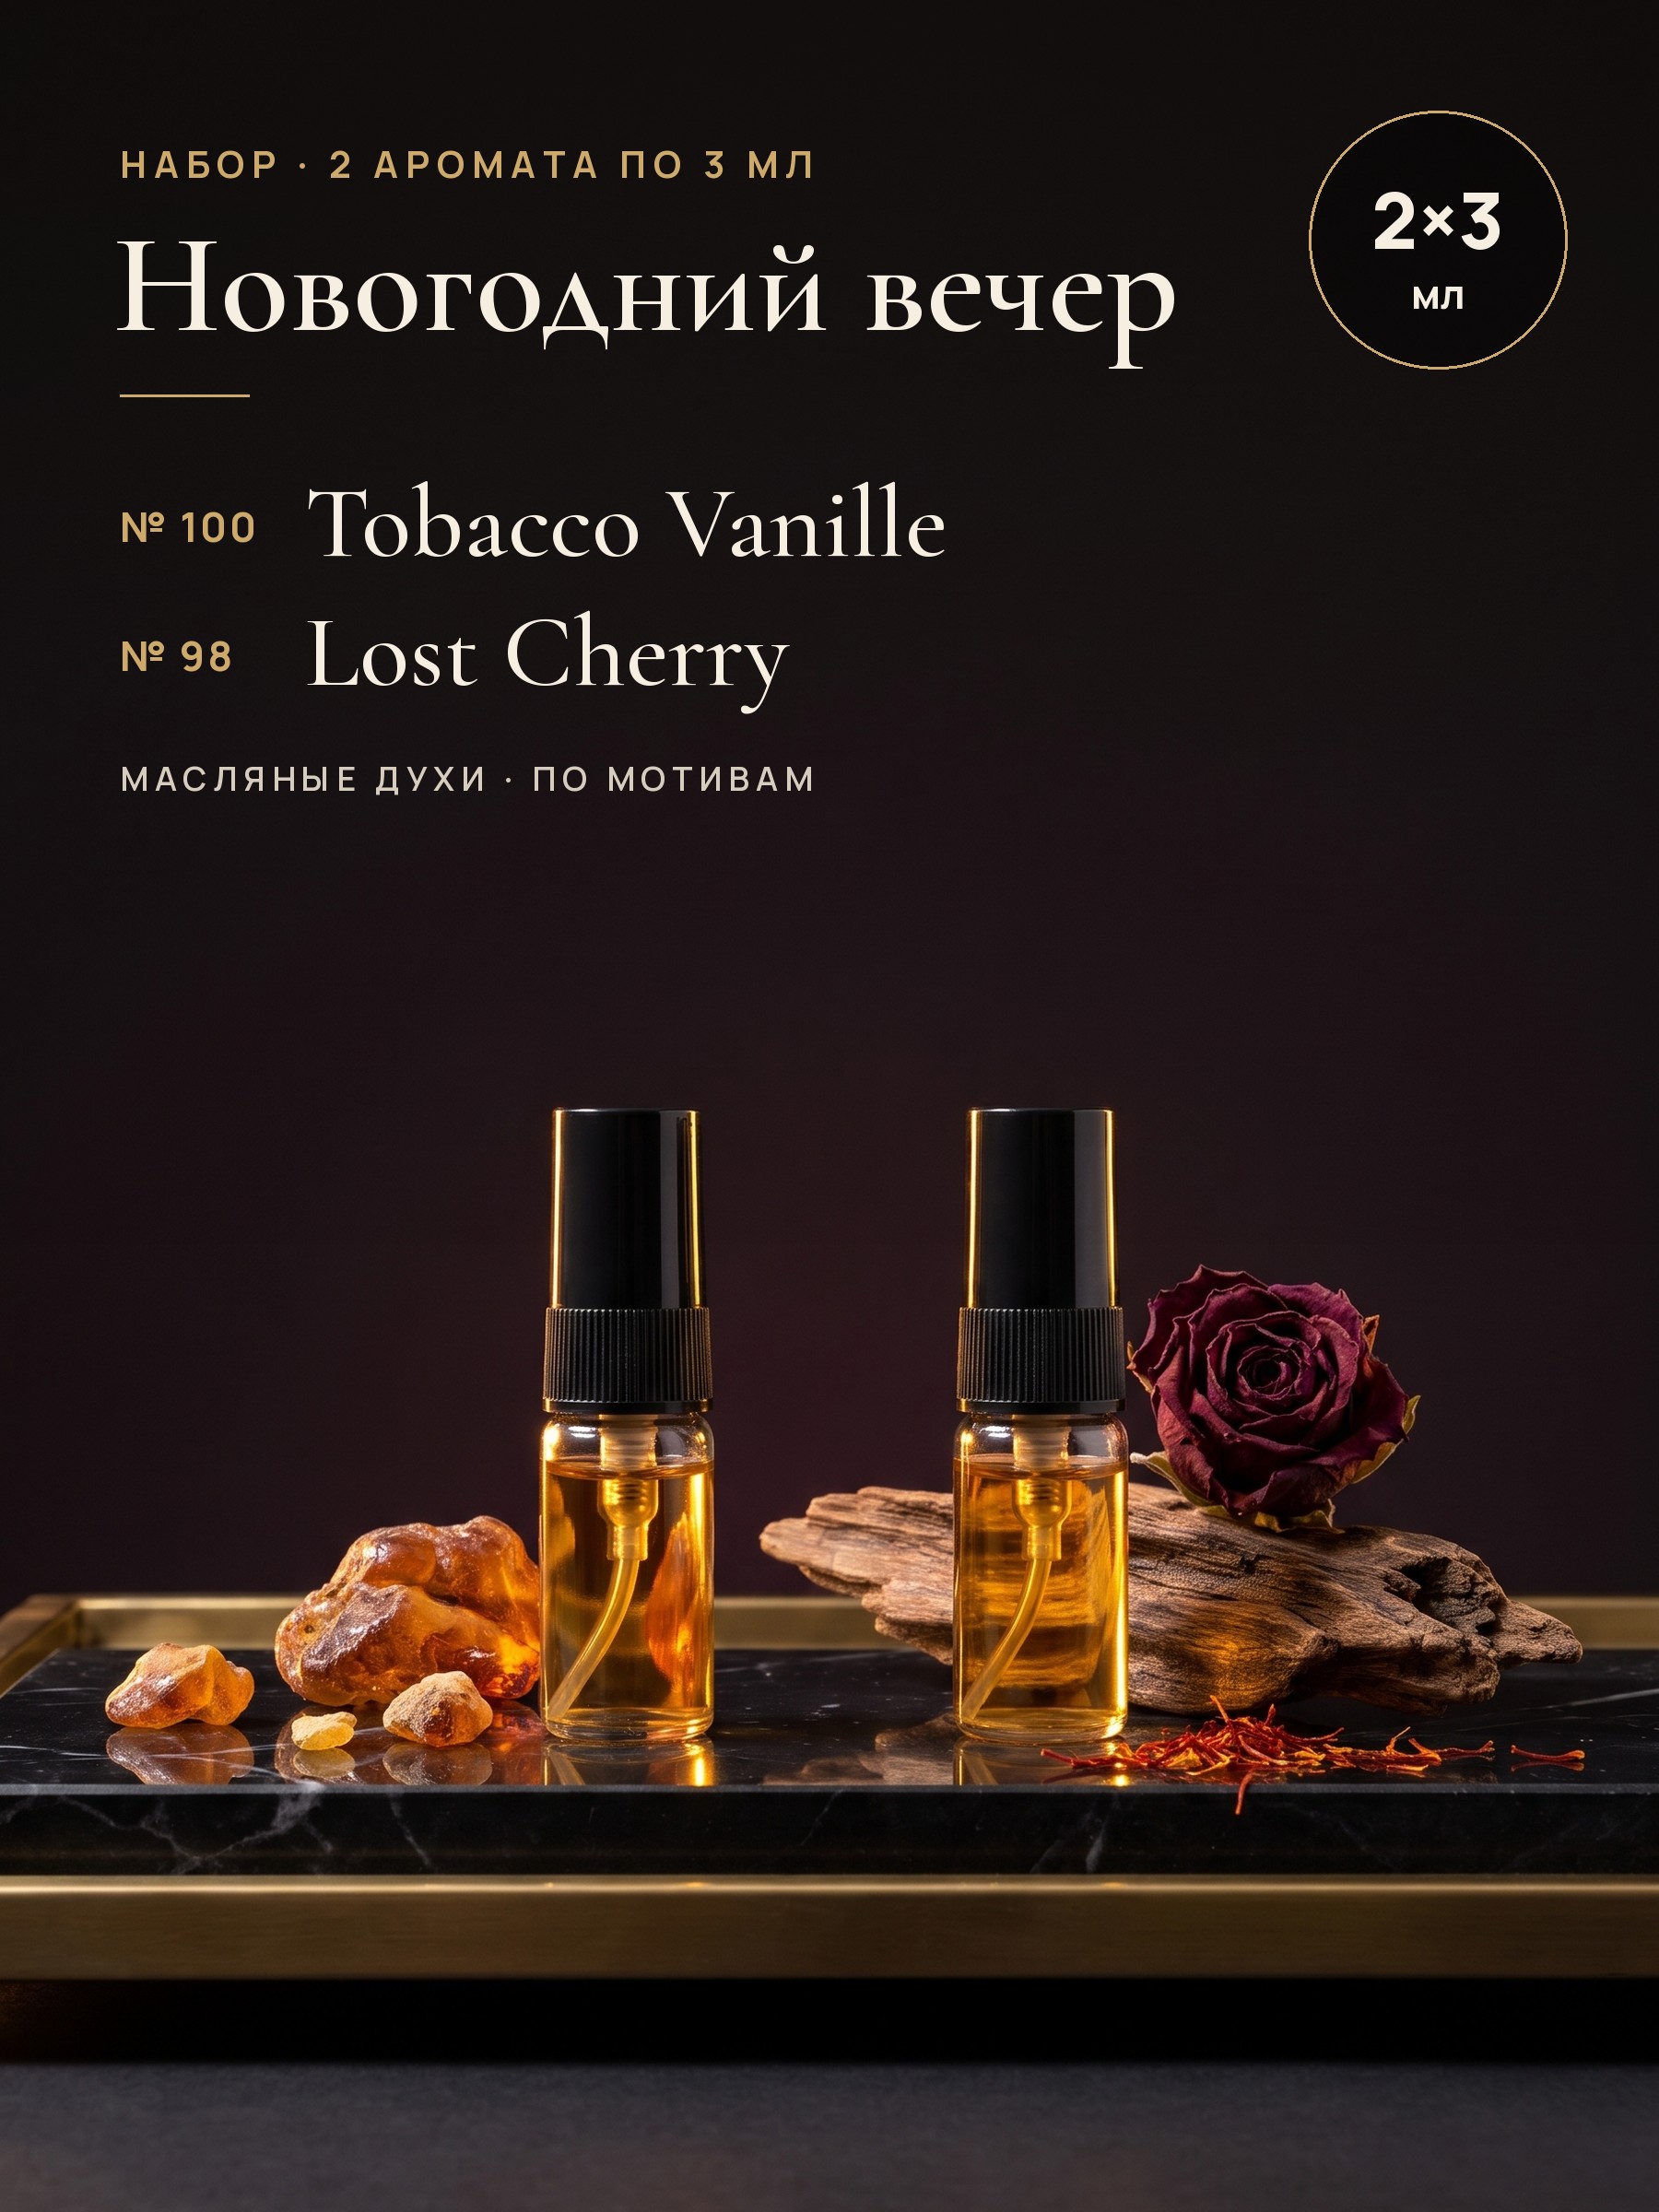 НАБОР · 2 АРОМАТА ПО 3 МЛ
Новогодний вечер
2×3
мл
№ 100 Tobacco Vanille
№ 98 Lost Cherry
МАСЛЯНЫЕ ДУХИ · ПО МОТИВАМ